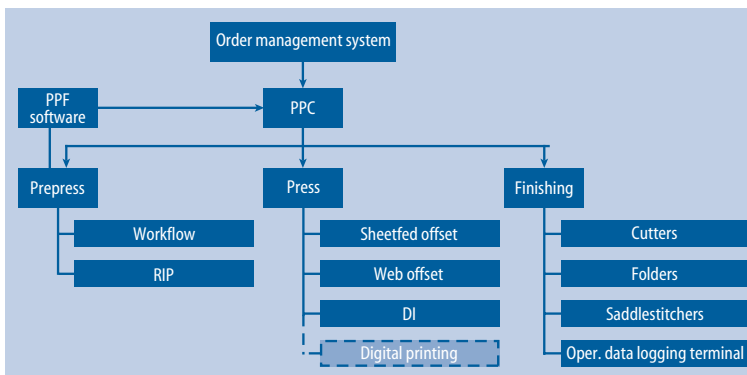 Order management system
PPF
software
PPC
Prepress
Press
Finishing
Workflow
RIP
Sheetfed offset
Web offset
DI
Digital printing
Cutters
Folders
Saddlestitchers
Oper. data logging terminal